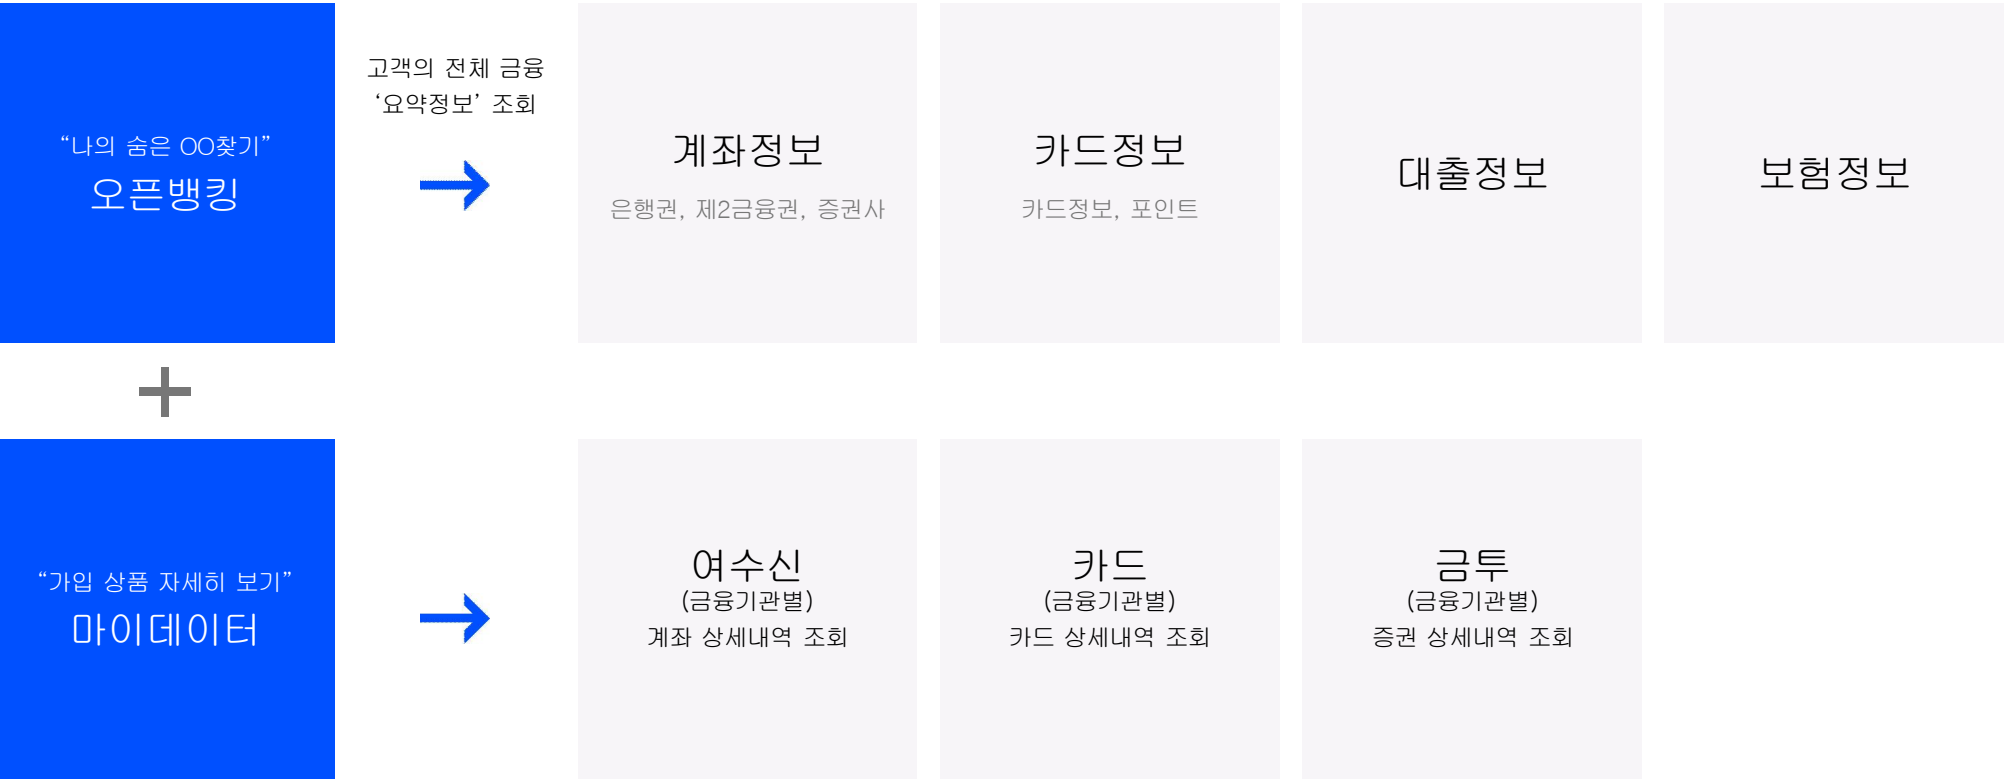 “나의 숨은 OO찾기”
오픈뱅킹
고객의 전체 금융
‘요약정보’ 조회
계좌정보
은행권, 제2금융권, 증권사
카드정보
카드정보, 포인트
대출정보
보험정보
“가입 상품 자세히 보기”
마이데이터
여수신
(금융기관별)
계좌 상세내역 조회
카드
(금융기관별)
카드 상세내역 조회
금투
(금융기관별)
증권 상세내역 조회